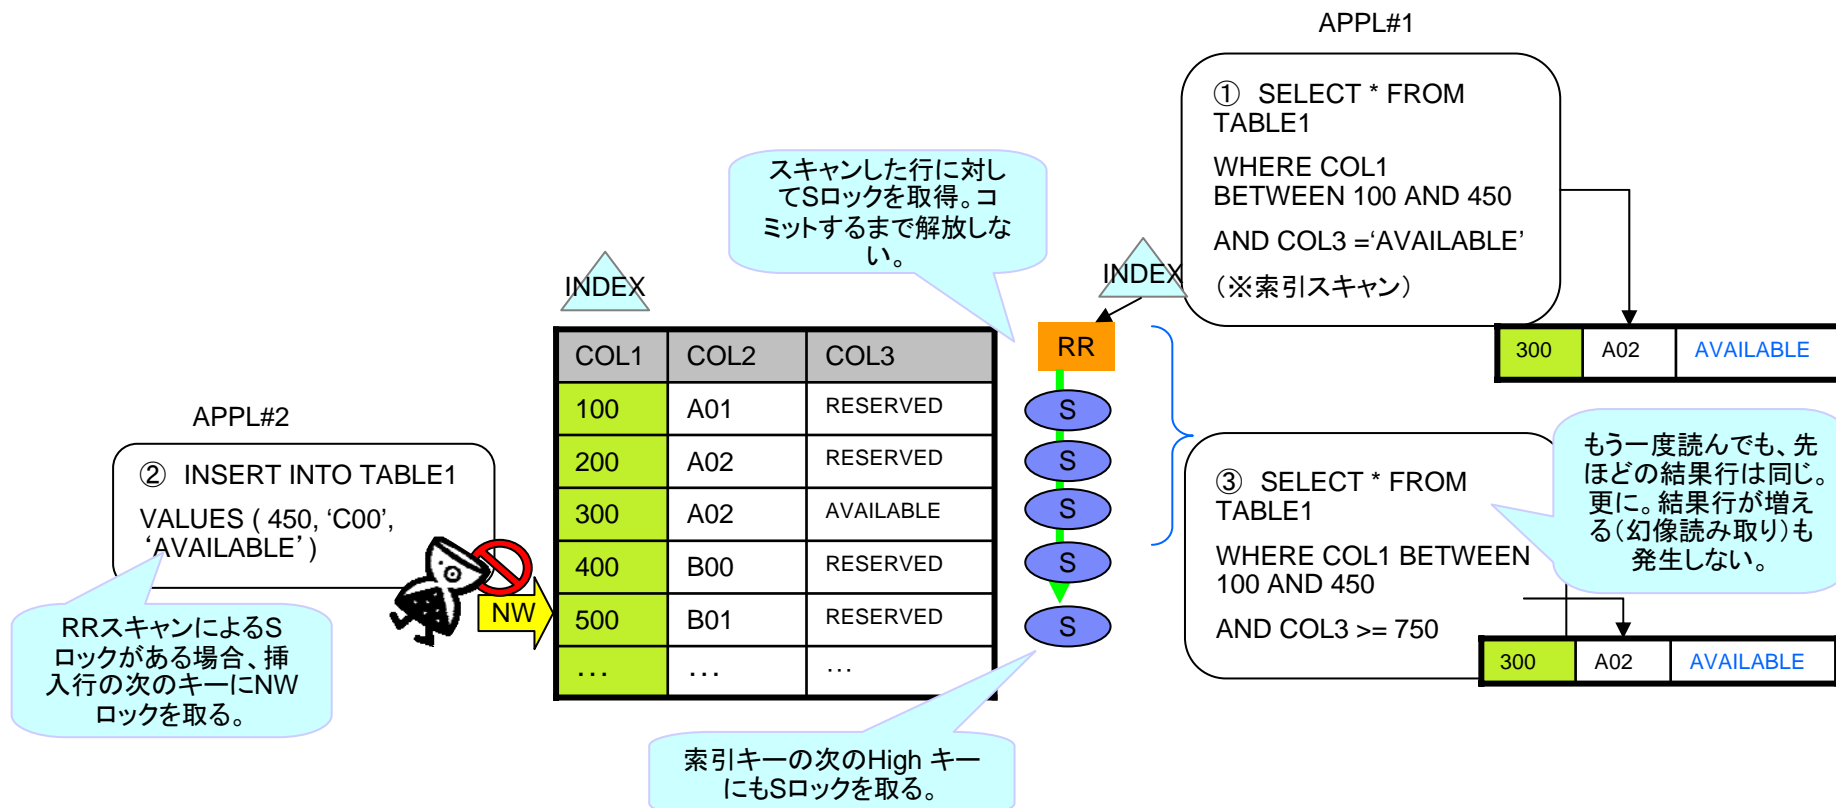 APPL#1
① SELECT * FROM
TABLE1
WHERE COL1
BETWEEN 100 AND 450
AND COL3 =‘AVAILABLE’
（※索引スキャン）
スキャンした行に対し
てSロックを取得。コ
ミットするまで解放しな
い。
INDEX
INDEX
RR
300 A02 AVAILABLE
COL1 COL2 COL3
100 A01 RESERVED
200 A02 RESERVED
300 A02 AVAILABLE
400 B00 RESERVED
500 B01 RESERVED
... ... ...
S
S
S
S
S
APPL#2
② INSERT INTO TABLE1
VALUES ( 450, ‘C00’,
‘AVAILABLE’)
NW
RRスキャンによるS
ロックがある場合、挿
入行の次のキーにNW
ロックを取る。
③ SELECT * FROM
TABLE1
WHERE COL1 BETWEEN
100 AND 450
AND COL3 >= 750
もう一度読んでも、先
ほどの結果行は同じ。
更に。結果行が増え
る（幻像読み取り）も
発生しない。
300 A02 AVAILABLE
索引キーの次のHigh キー
にもSロックを取る。